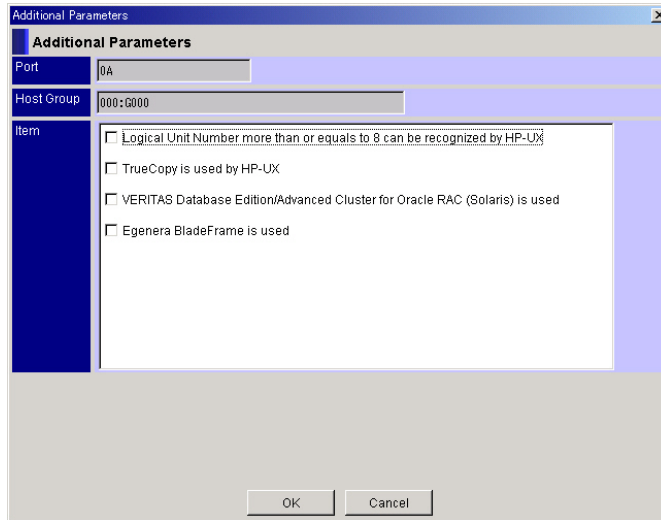 Additional Parameters
Additional Parameters
Port
0A
Host Group
000:G000
Item
Logical Unit Number more than or equals to 8 can be recognized by HP-UX
TrueCopy is used by HP-UX
VERITAS Database Edition/Advanced Cluster for Oracle RAC (Solaris) is used
Egenera BladeFrame is used
OK
Cancel